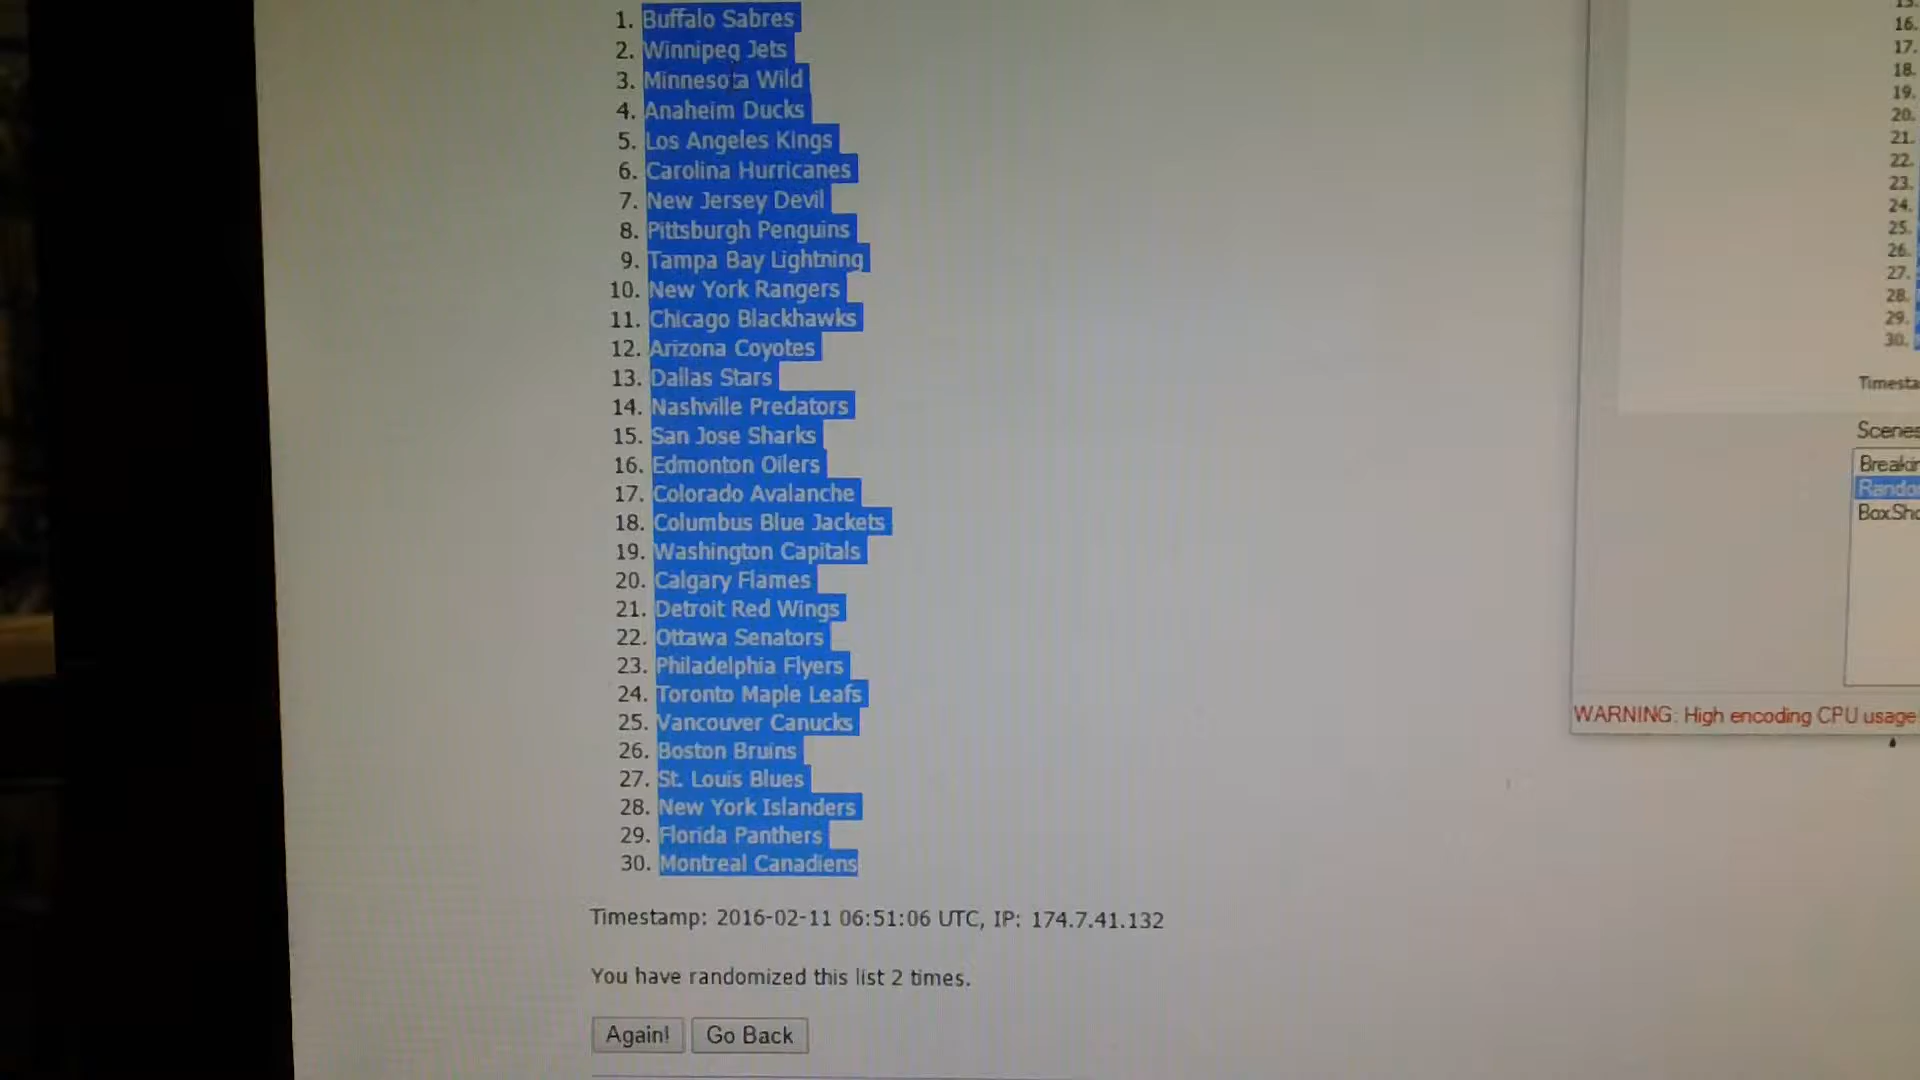 1. Buffalo Sabres
2. Winnipeg Jets
3. Minnesota Wild
4. Anaheim Ducks
5. Los Angeles Kings
6. Carolina Hurricanes
7. New Jersey Devil
8. Pittsburgh Penguins
9. Tampa Bay Lightning
10. New York Rangers
11. Chicago Blackhawks
12. Arizona Coyotes
13. Dallas Stars
14. Nashville Predators
15. San Jose Sharks
16. Edmonton Oilers
17. Colorado Avalanche
18. Columbus Blue Jackets
19. Washington Capitals
20. Calgary Flames
21. Detroit Red Wings
22. Ottawa Senators
23. Philadelphia Flyers
24. Toronto Maple Leafs
25. Vancouver Canucks
26. Boston Bruins
27. St. Louis Blues
28. New York Islanders
29. Florida Panthers
30. Montreal Canadiens
Timestamp: 2016-02-11 06:51:06 UTC, IP: 174.7.41.132
You have randomized this list 2 times.
Again! Go Back
16.
17.
18.
19.
20.
21.
22.
23.
24.
25.
26.
27.
28.
29.
30.
Timesta
Scenes
Breakin
Rando
BoxSho
WARNING: High encoding CPU usage